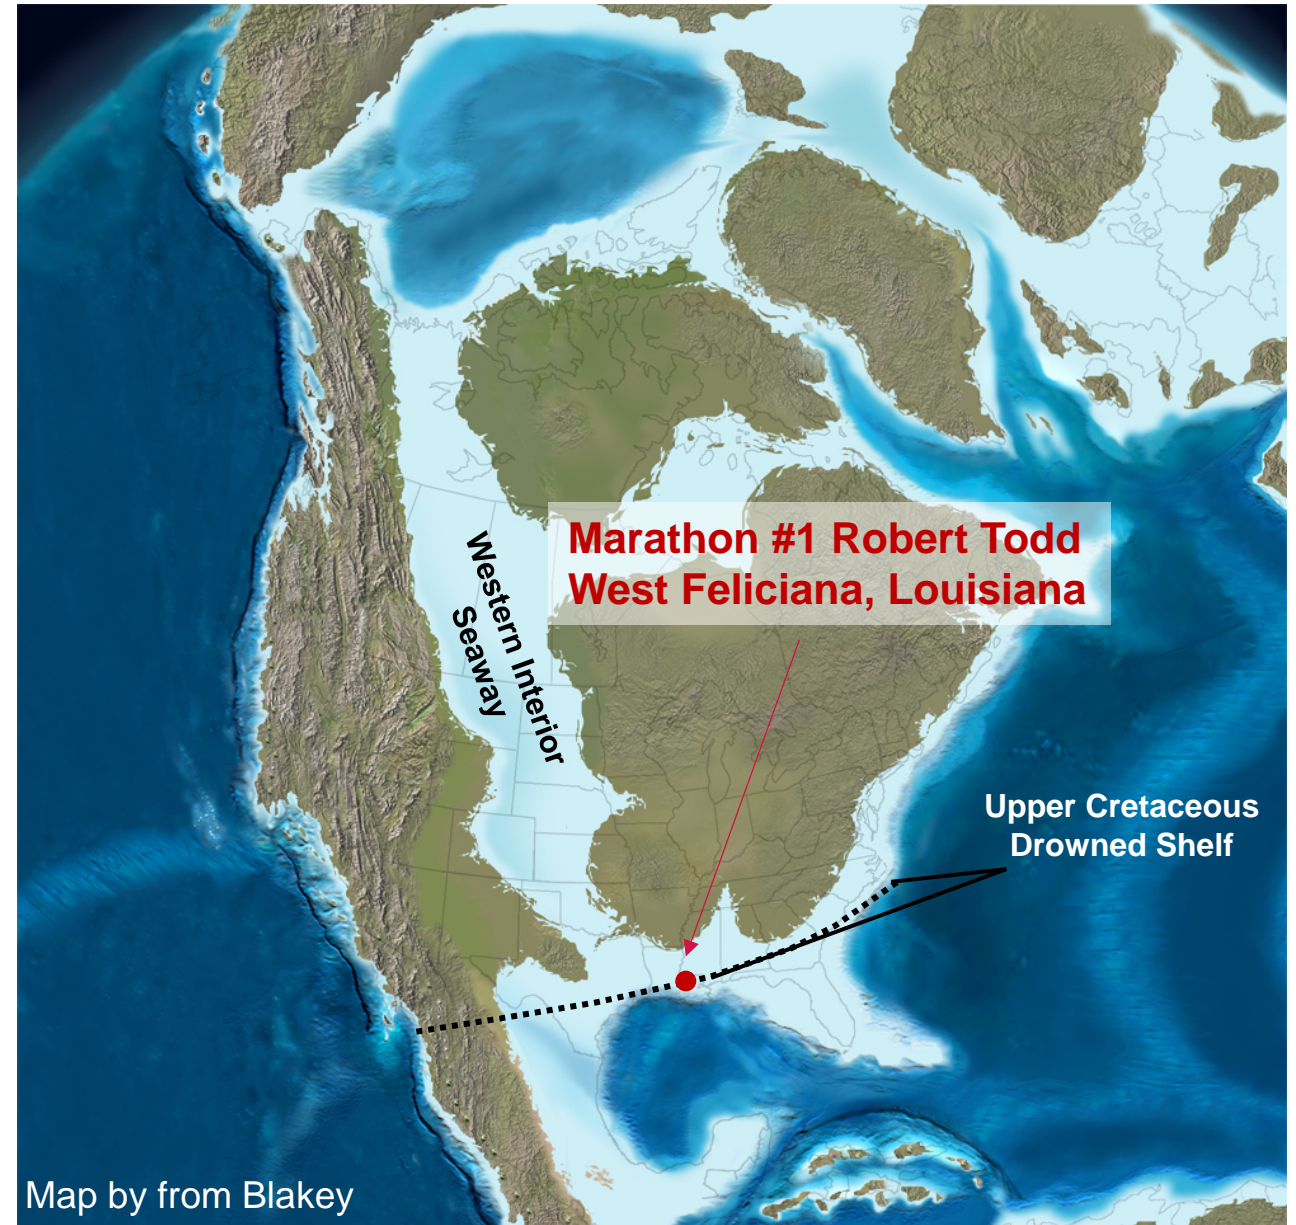 Marathon #1 Robert Todd
West Feliciana, Louisiana
Western Interior
Seaway
Upper Cretaceous
Drowned Shelf
Map by from Blakey